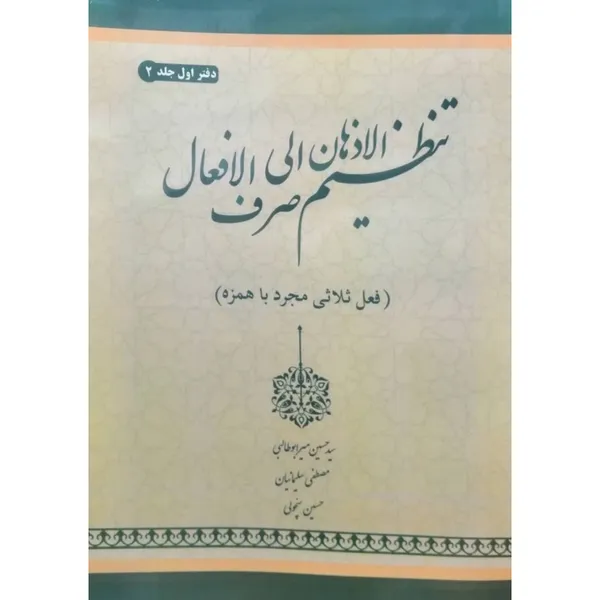 دفتر اول جلد ۲
تنظیم الاذهان الی صرف الافعال
(فعل ثلاثی مجرد با همزه)
سید حسین میرابوطالبی
مصطفی سلیمانیان
حسین